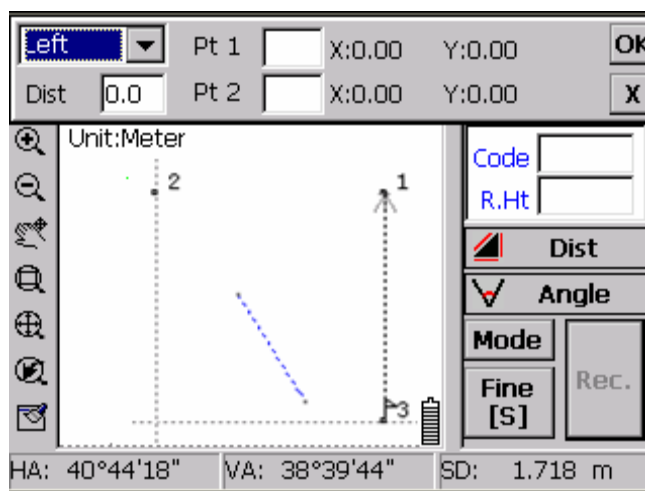 Left Pt 1 X:0.00 Y:0.00 OK
Dist 0.0 Pt 2 X:0.00 Y:0.00 X
Unit:Meter
Code
R.Ht
2 1
Dist
Angle
Mode
Fine [S]
Rec.
3
HA: 40°44'18" VA: 38°39'44" SD: 1.718 m